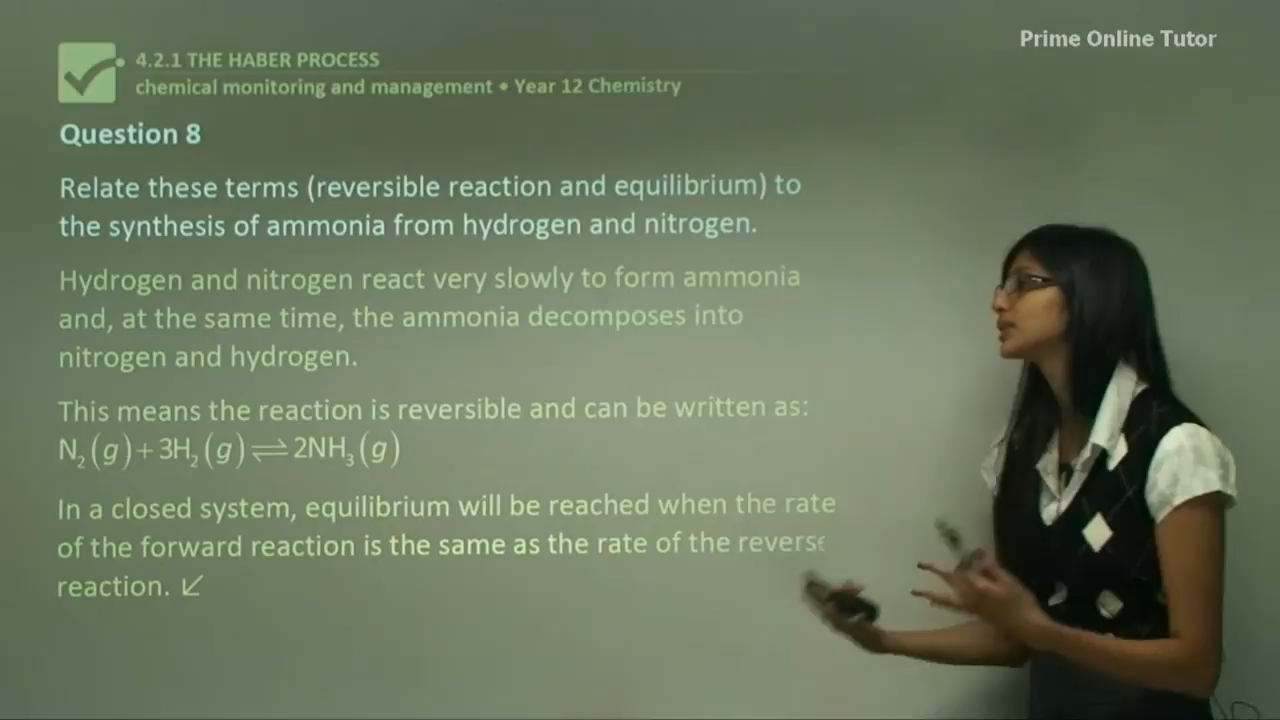 Prime Online Tutor
4.2.1 THE HABER PROCESS
chemical monitoring and management • Year 12 Chemistry
Question 8
Relate these terms (reversible reaction and equilibrium) to
the synthesis of ammonia from hydrogen and nitrogen.
Hydrogen and nitrogen react very slowly to form ammonia
and, at the same time, the ammonia decomposes into
nitrogen and hydrogen.
This means the reaction is reversible and can be written as:
N₂(g)+3H₂(g)⇌2NH₃(g)
In a closed system, equilibrium will be reached when the rate
of the forward reaction is the same as the rate of the reverse
reaction. ↙